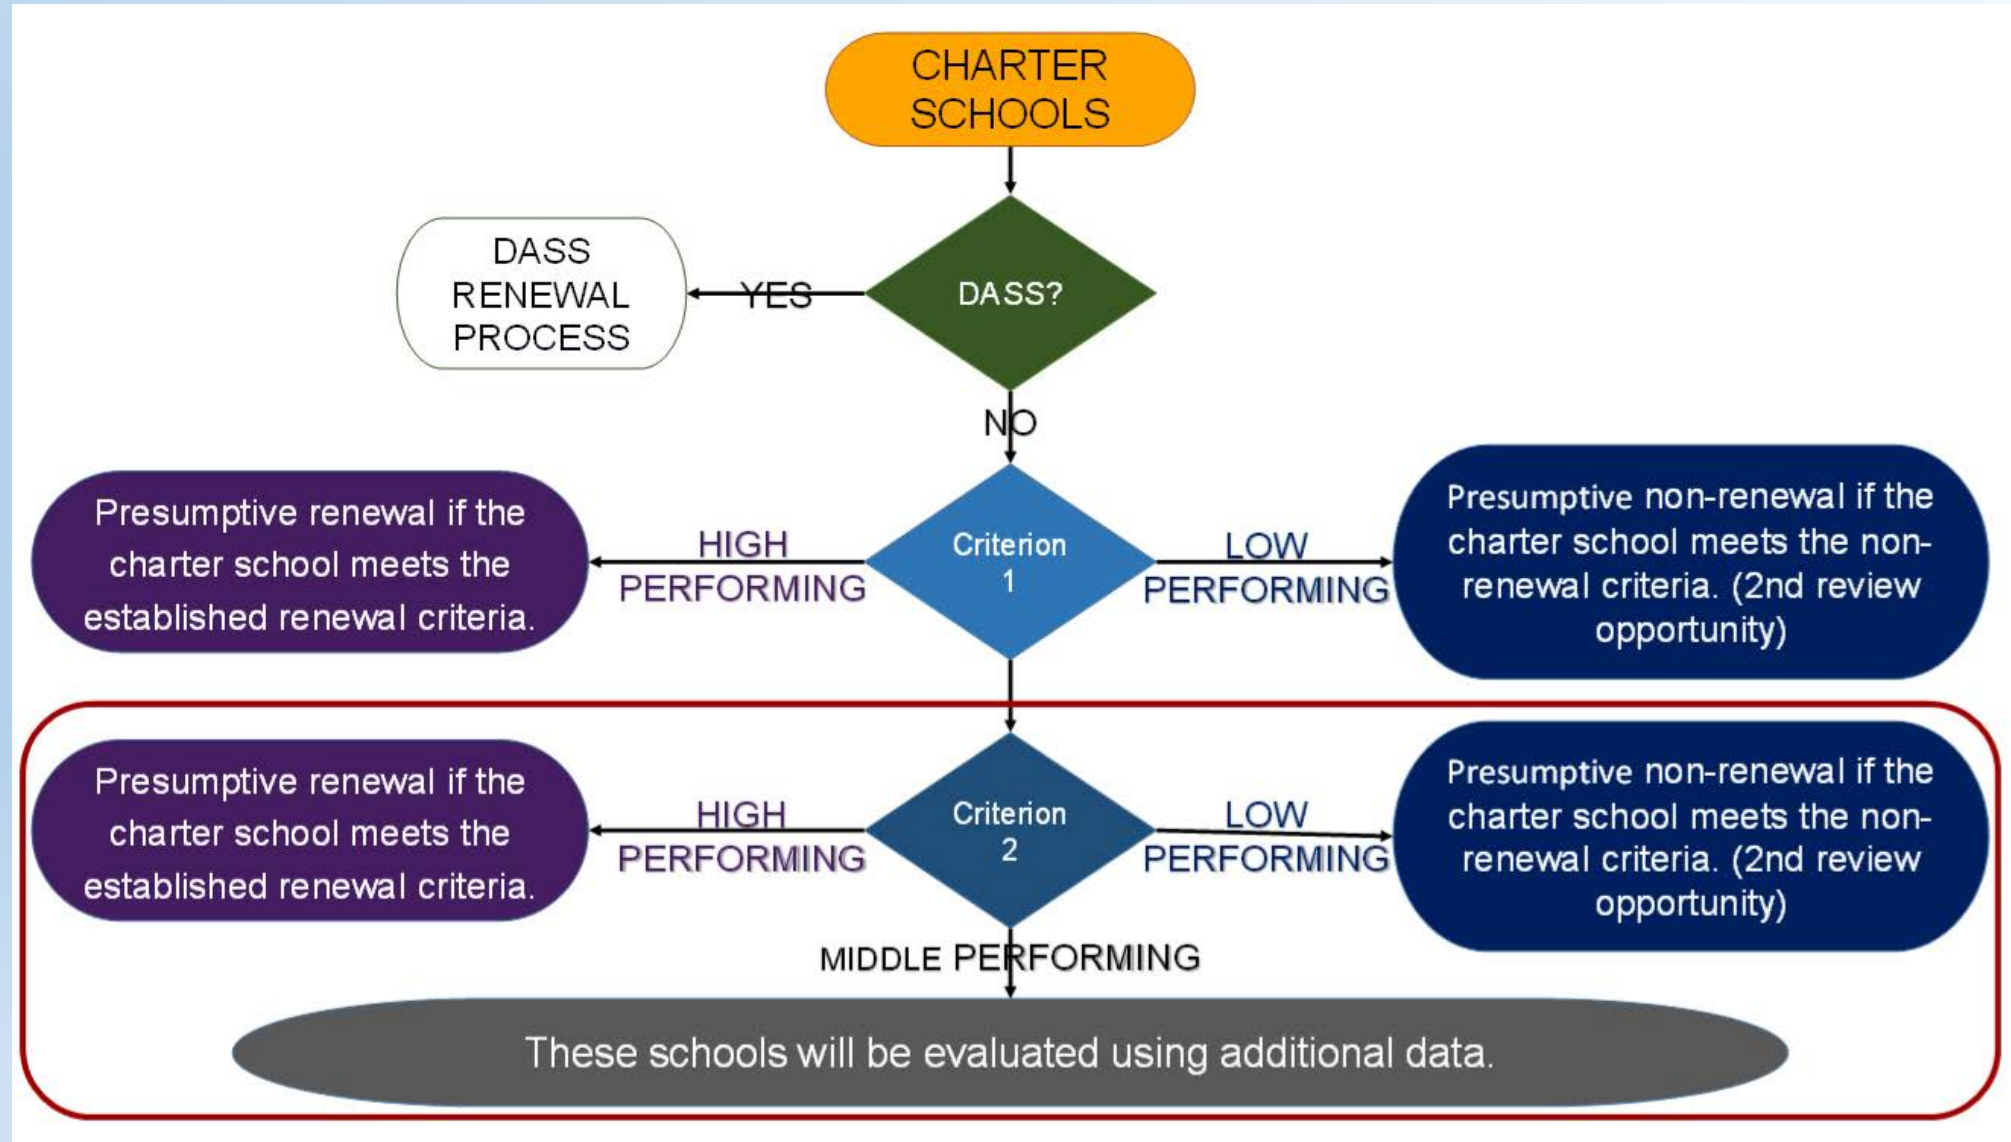 CHARTER
SCHOOLS
DASS
RENEWAL
PROCESS
YES
DASS?
NO
Presumptive renewal if the
charter school meets the
established renewal criteria.
HIGH
PERFORMING
Criterion
1
LOW
PERFORMING
Presumptive non-renewal if the
charter school meets the non-
renewal criteria. (2nd review
opportunity)
Presumptive renewal if the
charter school meets the
established renewal criteria.
HIGH
PERFORMING
Criterion
2
LOW
PERFORMING
Presumptive non-renewal if the
charter school meets the non-
renewal criteria. (2nd review
opportunity)
MIDDLE PERFORMING
These schools will be evaluated using additional data.